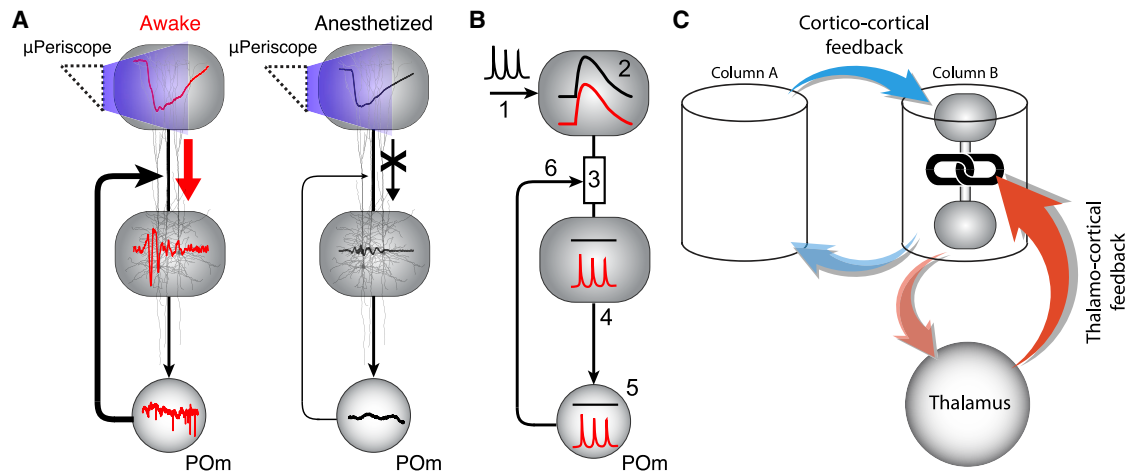 A
Awake
Anesthetized
µPeriscope
µPeriscope
POm
POm
B
1
2
3
6
4
5
POm
C
Cortico-cortical
feedback
Column A
Column B
Thalamo-cortical
feedback
Thalamus